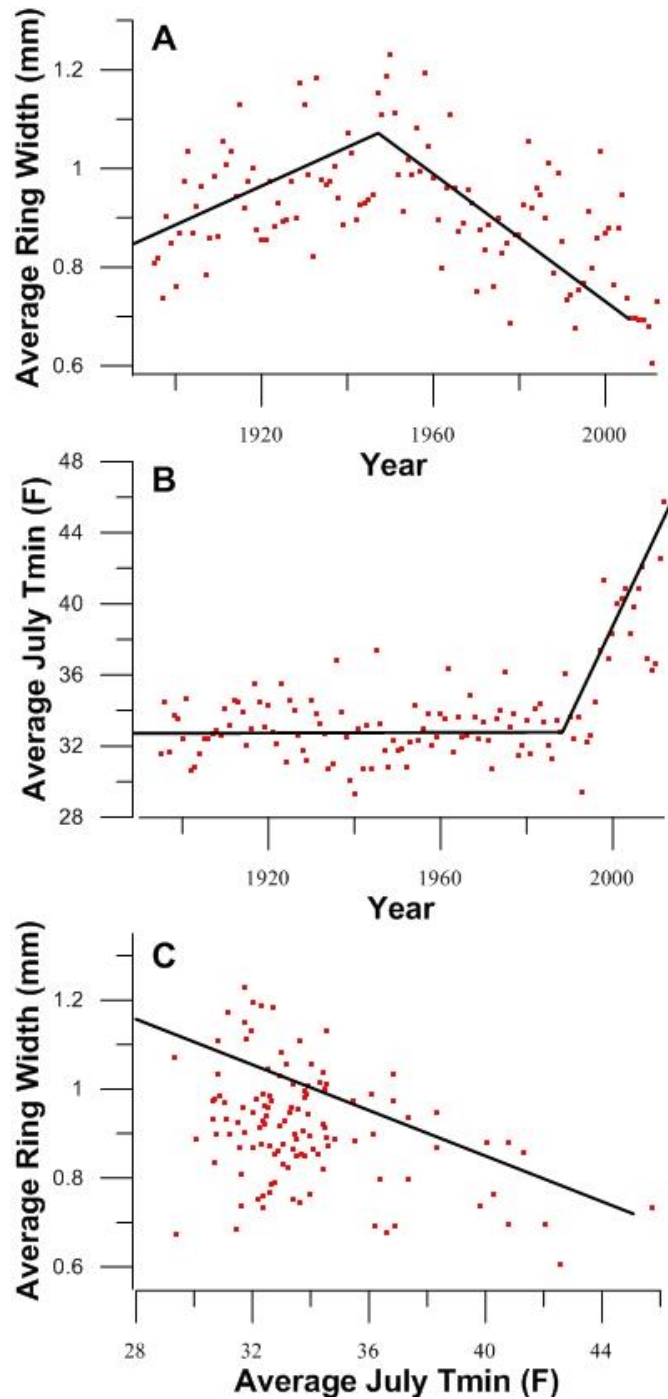 A
Average Ring Width (mm)
1.2
1
0.8
0.6
1920
1960
2000
Year
B
Average July Tmin (F)
48
44
40
36
32
28
1920
1960
2000
Year
C
Average Ring Width (mm)
1.2
1
0.8
0.6
28
32
36
40
44
Average July Tmin (F)